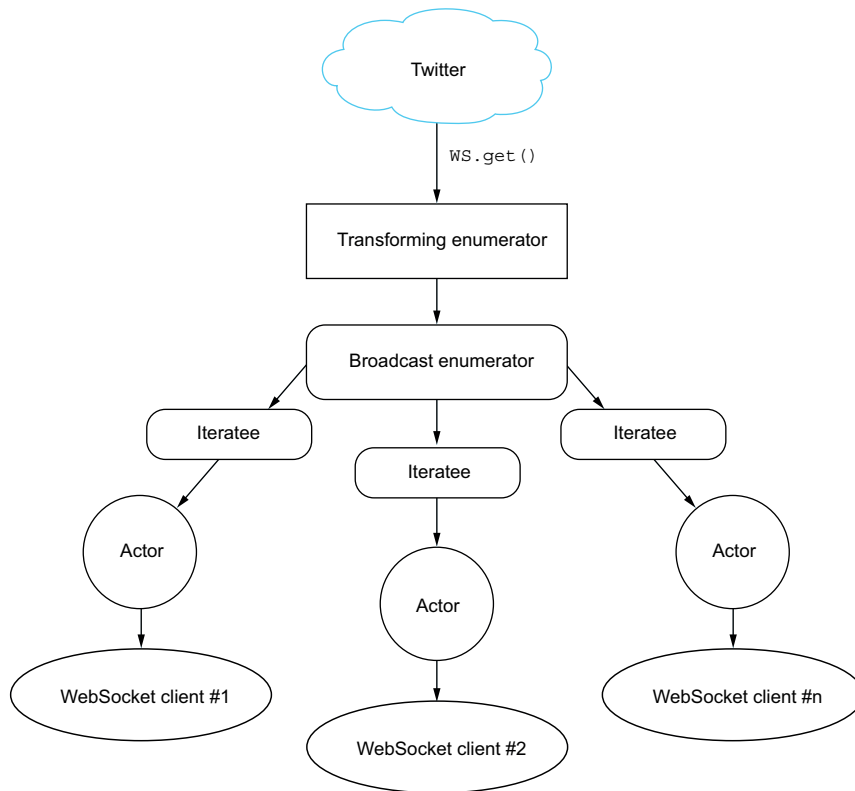 Twitter
WS.get()
Transforming enumerator
Broadcast enumerator
Iteratee
Iteratee
Iteratee
Actor
Actor
Actor
WebSocket client #1
WebSocket client #2
WebSocket client #n